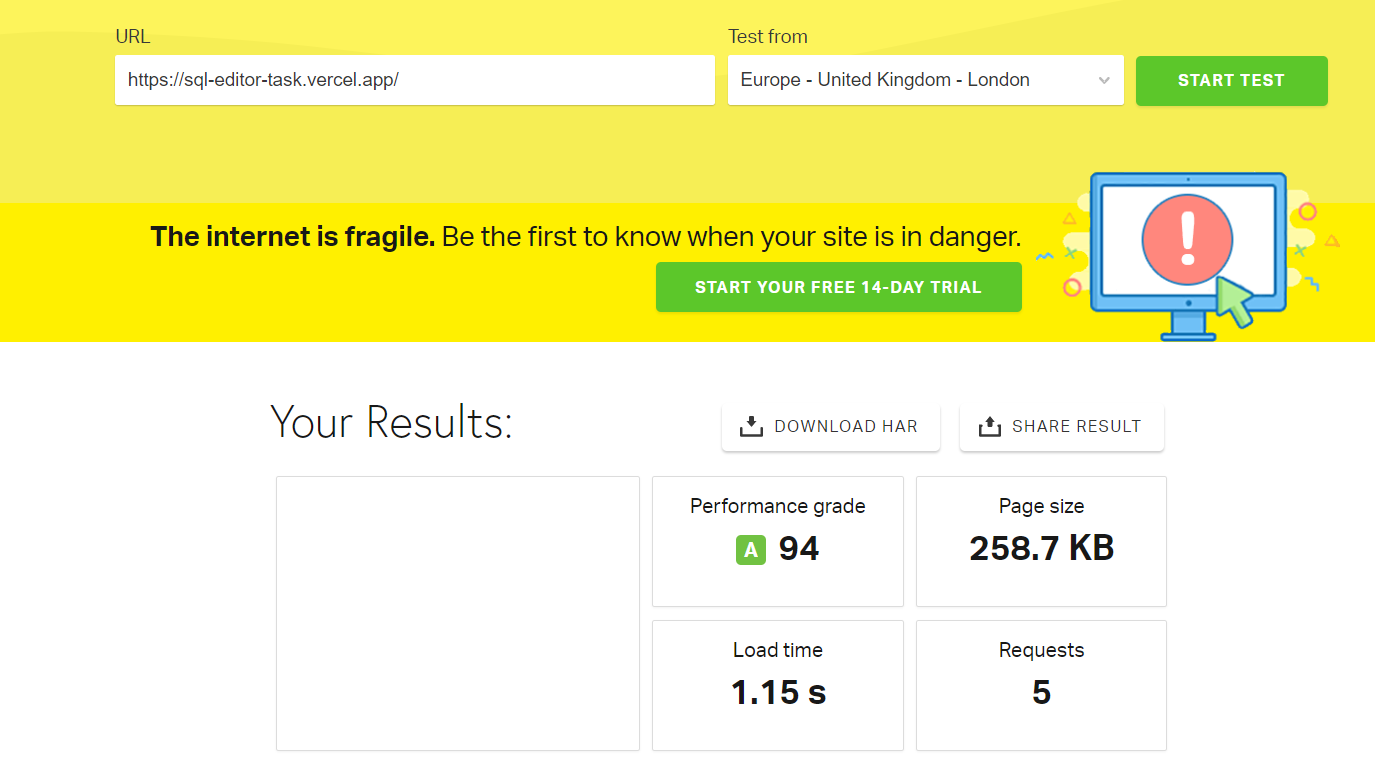 URL
Test from
https://sql-editor-task.vercel.app/
Europe - United Kingdom - London
START TEST
The internet is fragile. Be the first to know when your site is in danger.
START YOUR FREE 14-DAY TRIAL
Your Results:
DOWNLOAD HAR
SHARE RESULT
Performance grade
A 94
Page size
258.7 KB
Load time
1.15 s
Requests
5